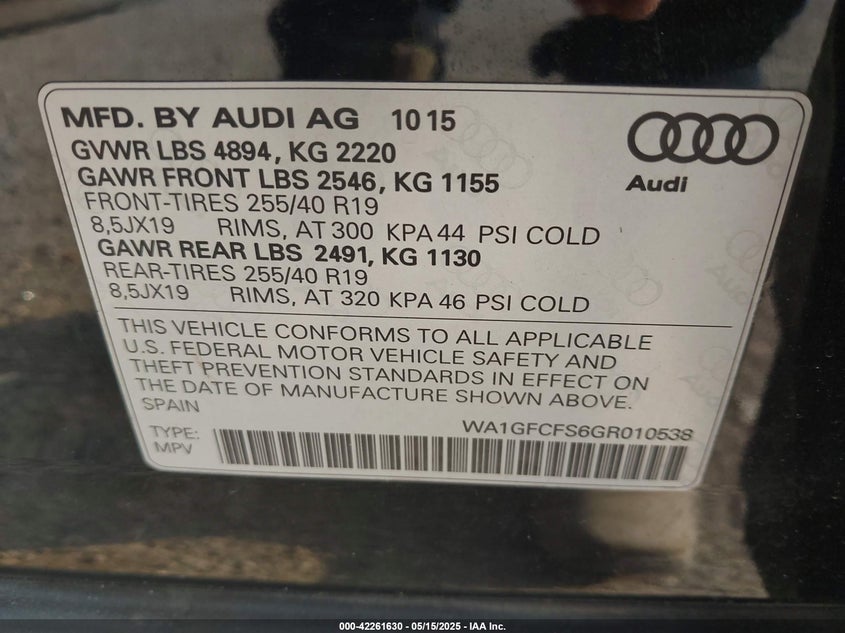 MFD. BY AUDI AG 10 15
GVWR LBS 4894, KG 2220
GAWR FRONT LBS 2546, KG 1155
FRONT-TIRES 255/40 R19
8,5JX19 RIMS, AT 300 KPA 44 PSI COLD
GAWR REAR LBS 2491, KG 1130
REAR-TIRES 255/40 R19
8,5JX19 RIMS, AT 320 KPA 46 PSI COLD
Audi
THIS VEHICLE CONFORMS TO ALL APPLICABLE
U.S. FEDERAL MOTOR VEHICLE SAFETY AND
THEFT PREVENTION STANDARDS IN EFFECT ON
THE DATE OF MANUFACTURE SHOWN ABOVE.
SPAIN
WA1GFCFS6GR010538
TYPE:
MPV
000-42261630 - 05/15/2025 - IAA Inc.